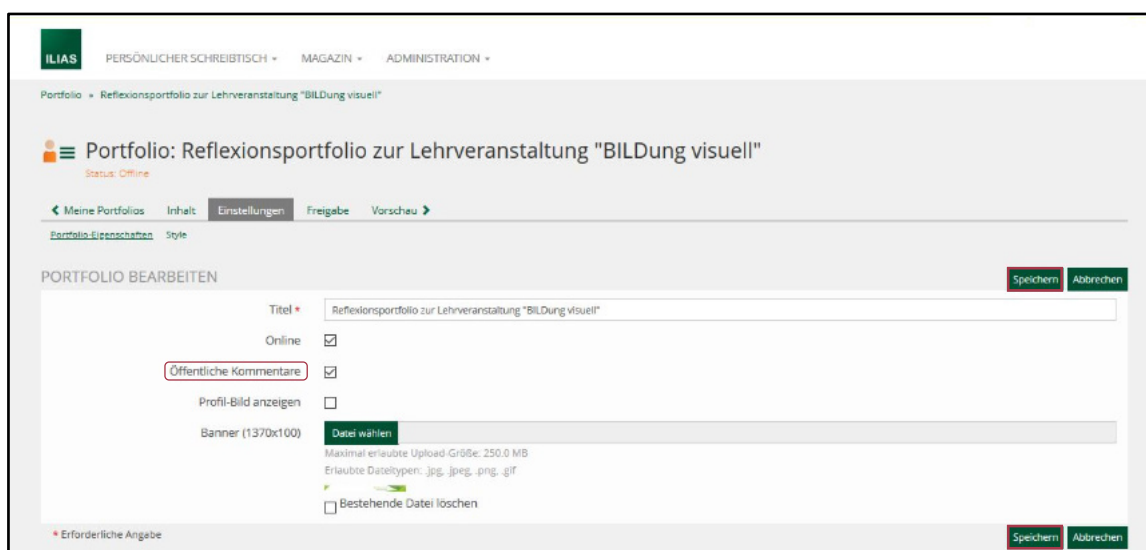 ILIAS PERSÖNLICHER SCHREIBTISCH MAGAZIN ADMINISTRATION
Portfolio » Reflexionsportfolio zur Lehrveranstaltung "BILDung visuell"
Portfolio: Reflexionsportfolio zur Lehrveranstaltung "BILDung visuell"
Status: Offline
Meine Portfolios Inhalt Einstellungen Freigabe Vorschau
Portfolio-Eigenschaften Style
PORTFOLIO BEARBEITEN Speichern Abbrechen
Titel * Reflexionsportfolio zur Lehrveranstaltung "BILDung visuell"
Online
Öffentliche Kommentare
Profil-Bild anzeigen
Banner (1370x100) Datei wählen
Maximal erlaubte Upload-Größe: 250.0 MB
Erlaubte Dateitypen: .jpg, .jpeg, .png, .gif
Bestehende Datei löschen
* Erforderliche Angabe Speichern Abbrechen